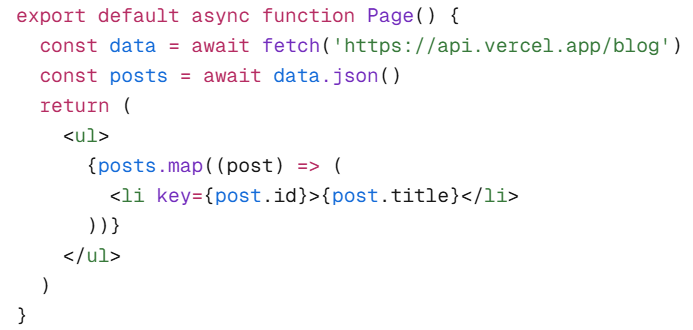 export default async function Page() {
  const data = await fetch('https://api.vercel.app/blog')
  const posts = await data.json()
  return (
    <ul>
      {posts.map((post) => (
        <li key={post.id}>{post.title}</li>
      ))}
    </ul>
  )
}